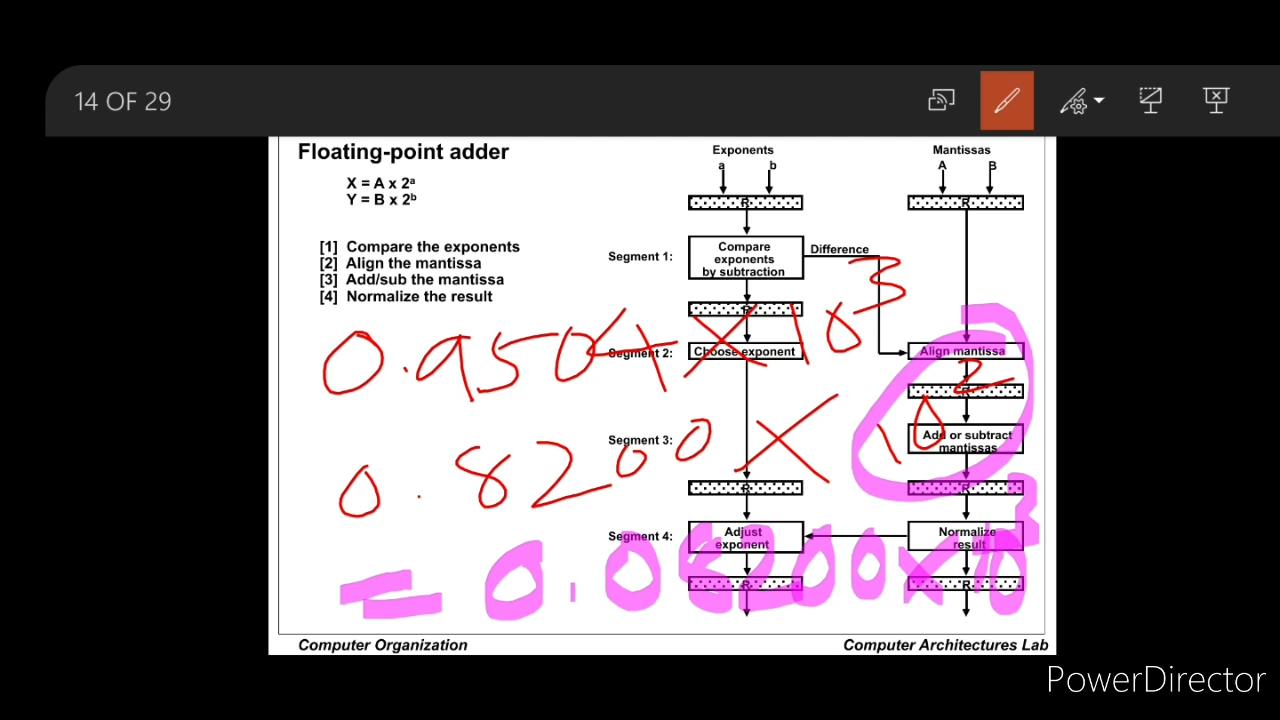 14 OF 29
Floating-point adder
X = A x 2ᵃ
Y = B x 2ᵇ
[1] Compare the exponents
[2] Align the mantissa
[3] Add/sub the mantissa
[4] Normalize the result
Exponents
a b
R
Mantissas
A B
R
Segment 1:
Compare
exponents
by subtraction
Difference
R
Segment 2:
Choose exponent
Align mantissa
R
Segment 3:
Add or subtract
mantissas
R
R
Segment 4:
Adjust
exponent
Normalize
result
R
R
0.9504 X 10³
0.8200 X 10²
= 0.08200 x 10³
Computer Organization
Computer Architectures Lab
PowerDirector